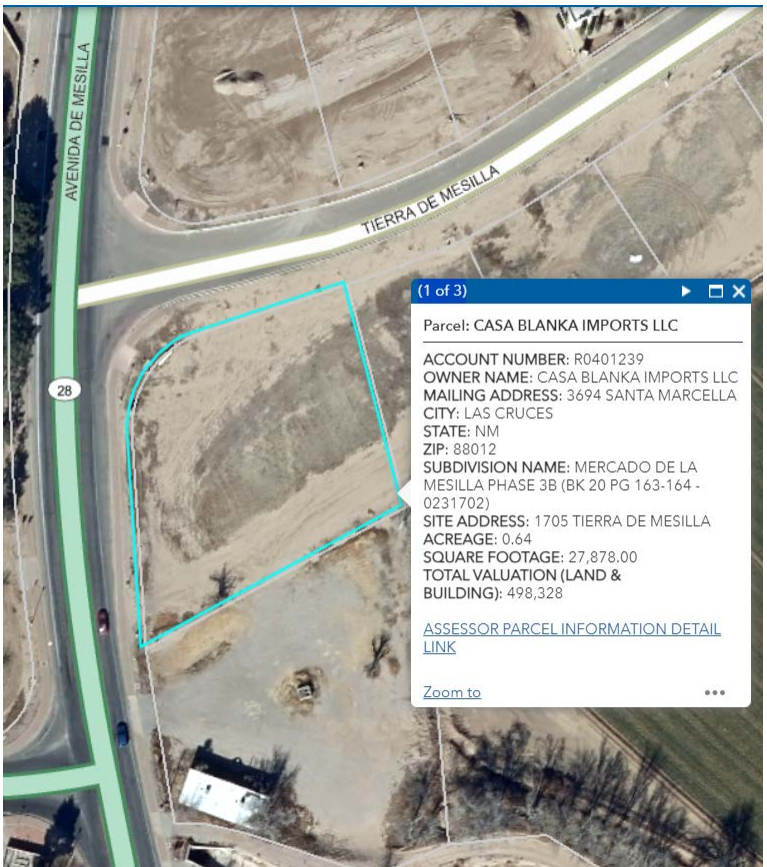 AVENIDA DE MESILLA
TIERRA DE MESILLA
28
(1 of 3)
Parcel: CASA BLANKA IMPORTS LLC
ACCOUNT NUMBER: R0401239
OWNER NAME: CASA BLANKA IMPORTS LLC
MAILING ADDRESS: 3694 SANTA MARCELLA
CITY: LAS CRUCES
STATE: NM
ZIP: 88012
SUBDIVISION NAME: MERCADO DE LA
MESILLA PHASE 3B (BK 20 PG 163-164 -
0231702)
SITE ADDRESS: 1705 TIERRA DE MESILLA
ACREAGE: 0.64
SQUARE FOOTAGE: 27,878.00
TOTAL VALUATION (LAND &
BUILDING): 498,328
ASSESSOR PARCEL INFORMATION DETAIL
LINK
Zoom to